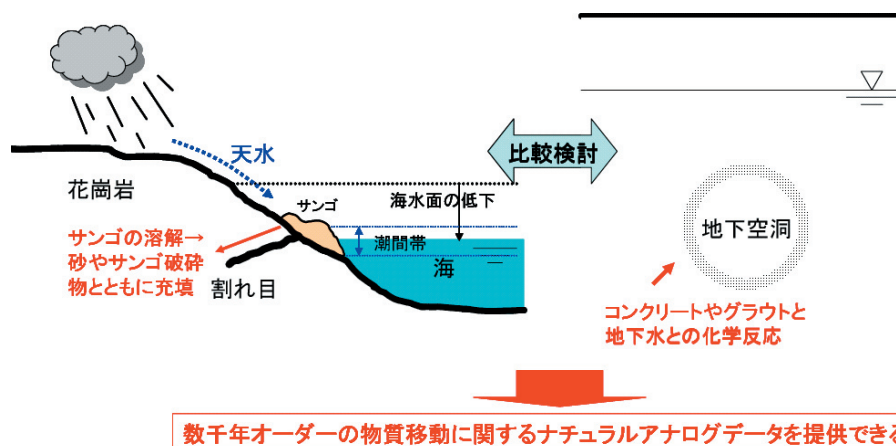 天水
比較検討
花崗岩
サンゴ
海水面の低下
サンゴの溶解→
砂やサンゴ破砕
物とともに充填
潮間帯
海
割れ目
地下空洞
コンクリートやグラウトと
地下水との化学反応
数千年オーダーの物質移動に関するナチュラルアナログデータを提供でき